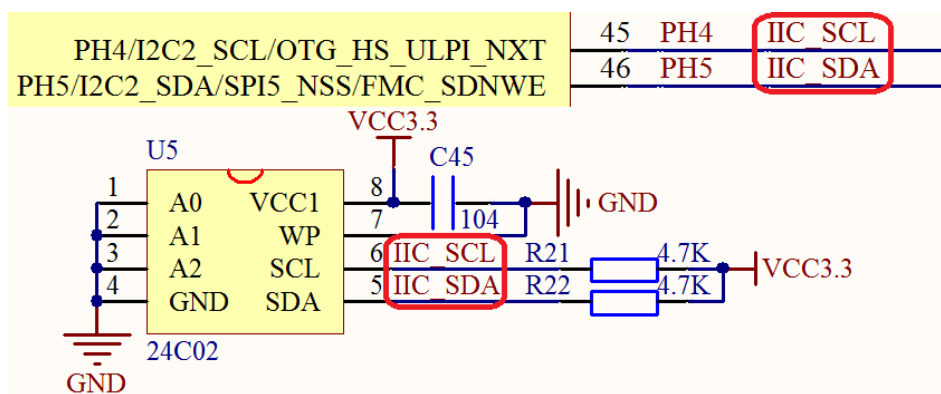 PH4/I2C2_SCL/OTG_HS_ULPI_NXT 45 PH4 IIC_SCL
PH5/I2C2_SDA/SPI5_NSS/FMC_SDNWE 46 PH5 IIC_SDA
VCC3.3
U5 C45
1 A0 VCC1 8 GND
2 A1 WP 7 104
3 A2 SCL 6 IIC_SCL R21 4.7K VCC3.3
4 GND SDA 5 IIC_SDA R22 4.7K
24C02
GND